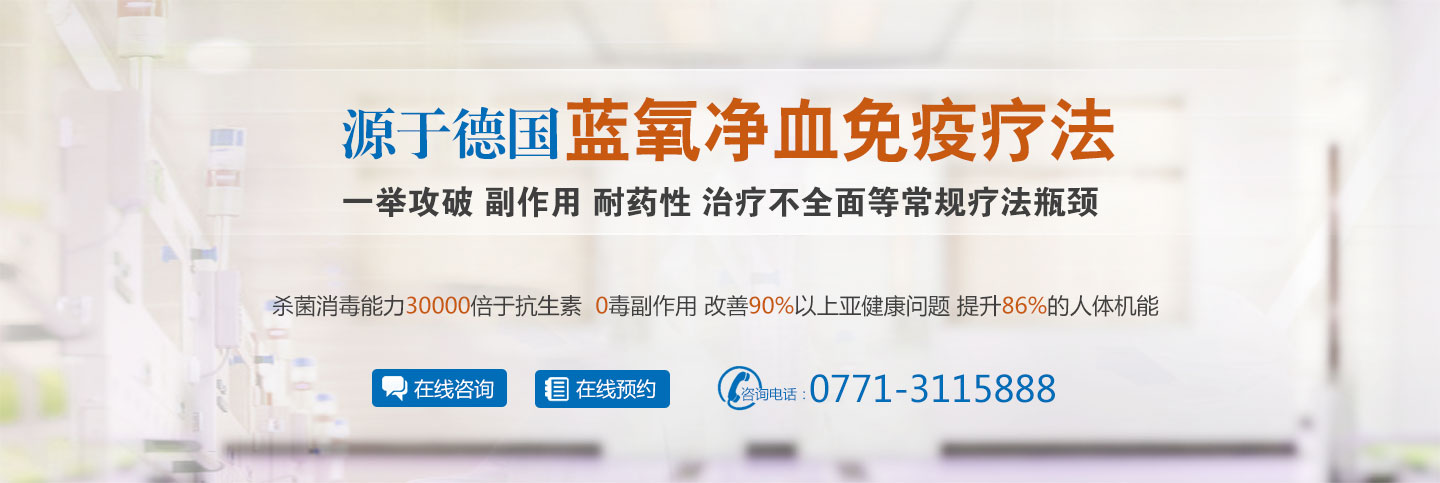 源于德国蓝氧净血免疫疗法
一举攻破 副作用 耐药性 治疗不全面等常规疗法瓶颈
杀菌消毒能力30000倍于抗生素 0毒副作用 改善90%以上亚健康问题 提升86%的人体机能
在线咨询 在线预约 咨询电话：0771-3115888